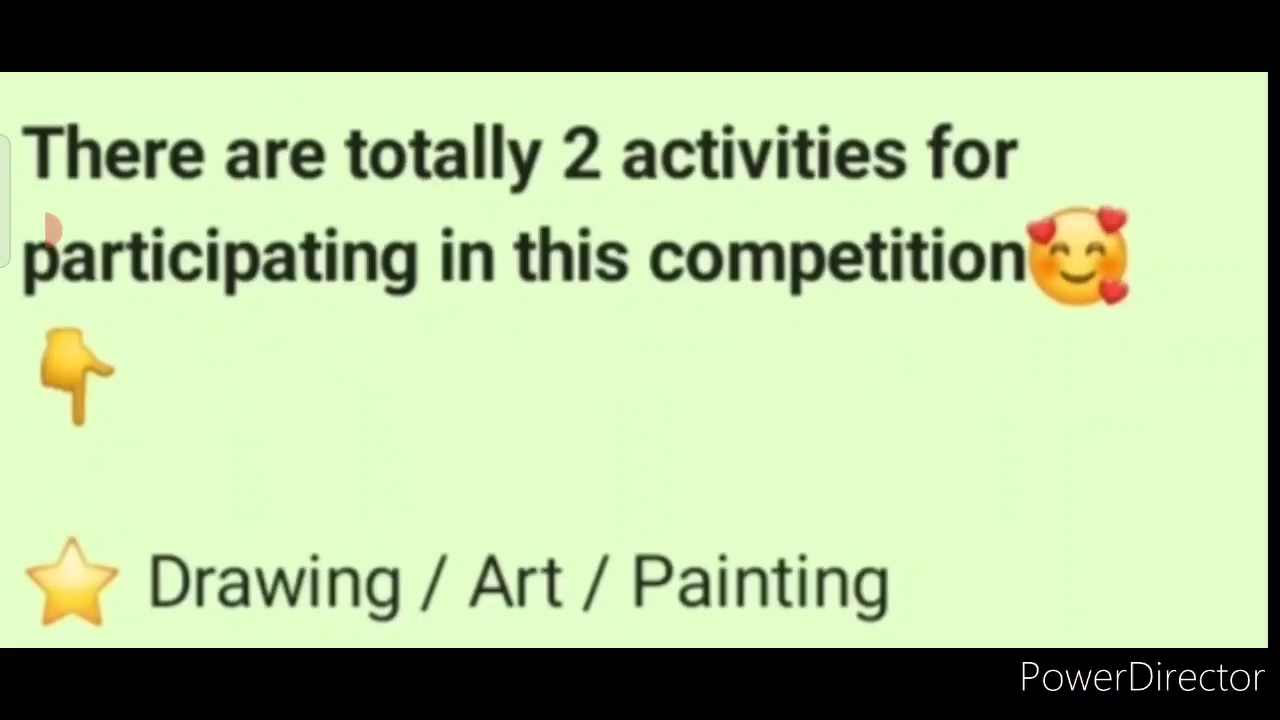 There are totally 2 activities for
participating in this competition🥰
👇
⭐ Drawing / Art / Painting
PowerDirector